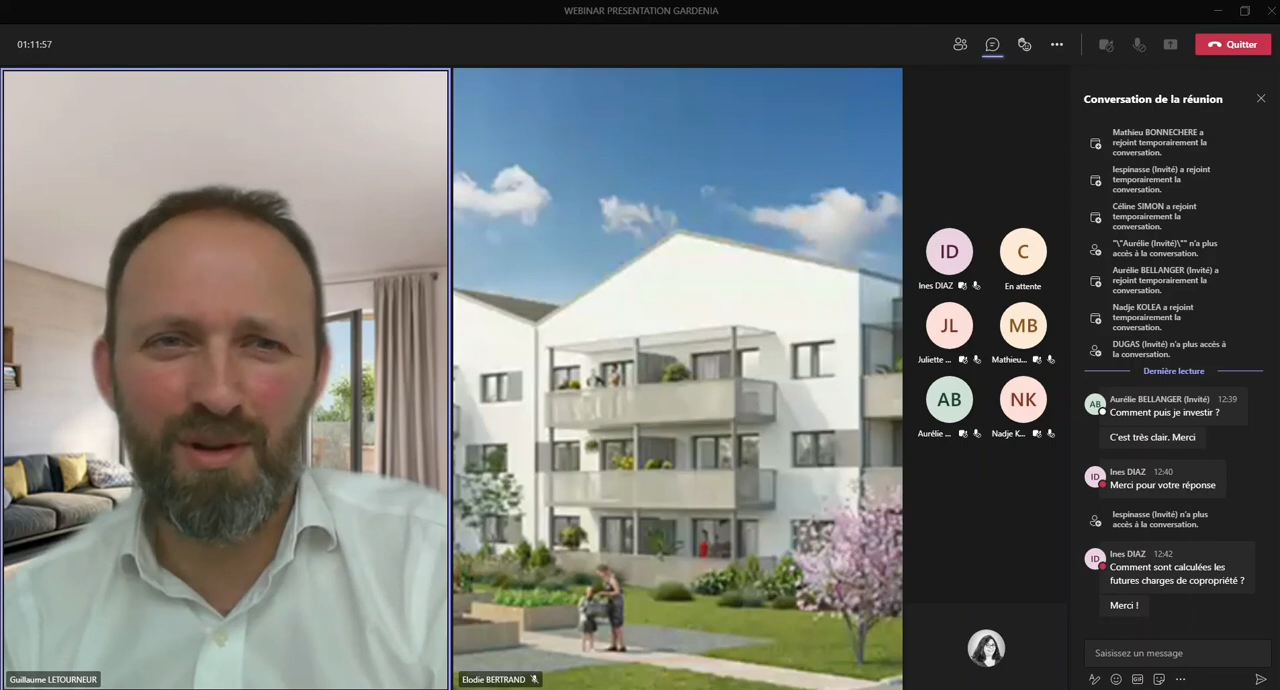 WEBINAR PRESENTATION GARDENIA
01:11:57
Quitter
Guillaume LETOURNEUR
Elodie BERTRAND
ID
C
Ines DIAZ
En attente
JL
MB
Juliette ...
Mathieu...
AB
NK
Aurélie ...
Nadje K...
Conversation de la réunion
Mathieu BONNECHERE a
rejoint temporairement la
conversation.
lespinasse (Invité) a rejoint
temporairement la
conversation.
Céline SIMON a rejoint
temporairement la
conversation.
"\"Aurélie (Invité)\"" n'a plus
accès à la conversation.
Aurélie BELLANGER (Invité) a
rejoint temporairement la
conversation.
Nadje KOLEA a rejoint
temporairement la
conversation.
DUGAS (Invité) n'a plus accès à
la conversation.
Dernière lecture
AB
Aurélie BELLANGER (Invité) 12:39
Comment puis je investir ?
C'est très clair. Merci
ID
Ines DIAZ 12:40
Merci pour votre réponse
lespinasse (Invité) n'a plus
accès à la conversation.
ID
Ines DIAZ 12:42
Comment sont calculées les
futures charges de copropriété ?
Merci !
Saisissez un message
GIF